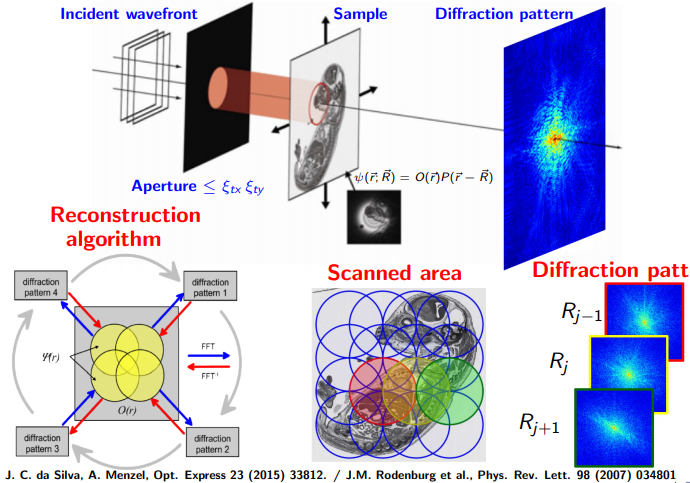 Incident wavefront
Sample
Diffraction pattern
Aperture ≤ ξtx ξty
ψ(r⃗; R⃗) = O(r⃗)P(r⃗ − R⃗)
Reconstruction
algorithm
diffraction
pattern 4
diffraction
pattern 1
ψ(r)
O(r)
FFT
FFT⁻¹
diffraction
pattern 3
diffraction
pattern 2
Scanned area
Diffraction patt
Rj−1
Rj
Rj+1
J. C. da Silva, A. Menzel, Opt. Express 23 (2015) 33812. / J.M. Rodenburg et al., Phys. Rev. Lett. 98 (2007) 034801